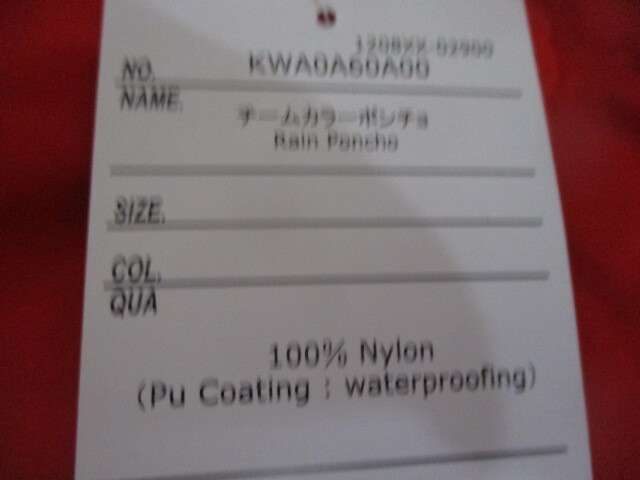 1208XX-02900
NO. KWA0A60A00
NAME.
チームカラーポンチョ
Rain Poncho
SIZE.
COL.
QUA
100% Nylon
(Pu Coating : waterproofing)